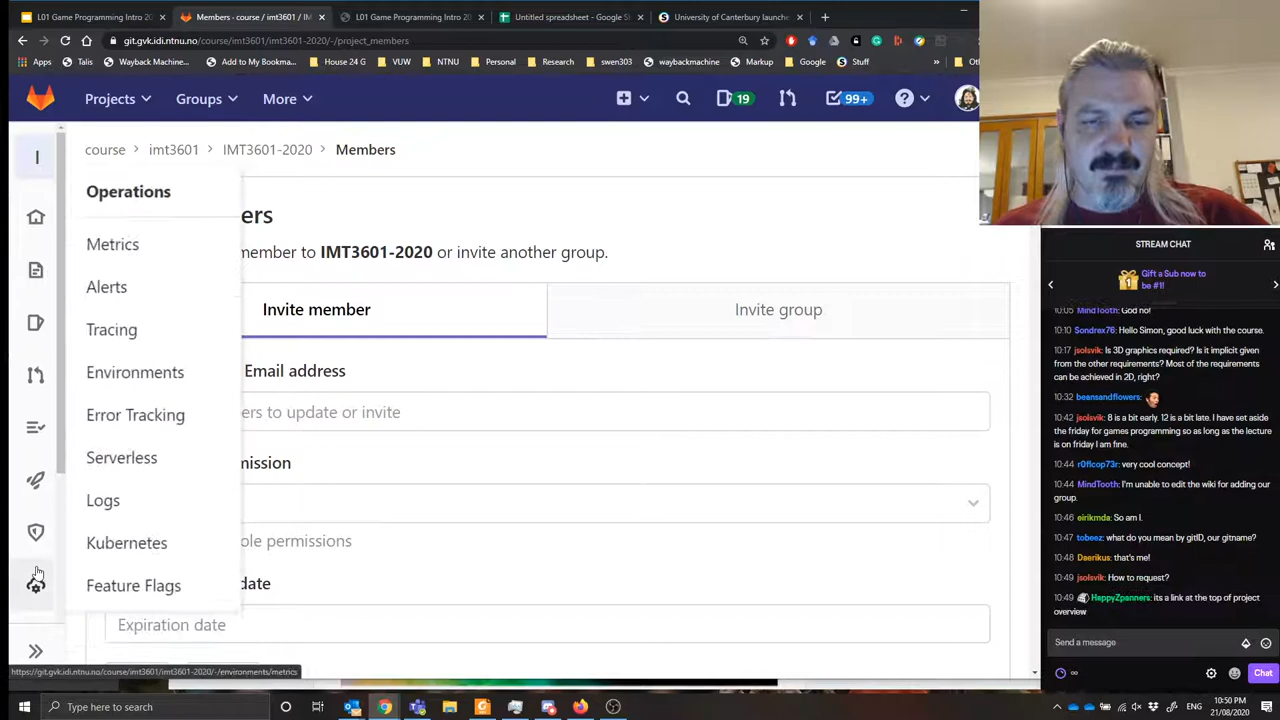 L01 Game Programming Intro 20
Members - course / imt3601 / IM
L01 Game Programming Intro 20
Untitled spreadsheet - Google S
University of Canterbury launche
git.gvk.idi.ntnu.no/course/imt3601/imt3601-2020/-/project_members
Apps Talis Wayback Machine... Add to My Bookma... House 24 G VUW NTNU Personal Research swen303 waybackmachine Markup Google Stuff
Projects Groups More 19 99+
course imt3601 IMT3601-2020 Members
I
Operations
Metrics
Alerts
Tracing
Environments
Error Tracking
Serverless
Logs
Kubernetes
Feature Flags
ers
member to IMT3601-2020 or invite another group.
Invite member
Invite group
Email address
ers to update or invite
mission
ole permissions
date
Expiration date
https://git.gvk.idi.ntnu.no/course/imt3601/imt3601-2020/-/environments/metrics
STREAM CHAT
1
Gift a Sub now to
be #1!
10:05 MindTooth: God no!
10:10 Sondrex76: Hello Simon, good luck with the course.
10:17 jsolsvik: Is 3D graphics required? Is it implicit given
from the other requirements? Most of the requirements
can be achieved in 2D, right?
10:32 beansandflowers:
10:42 jsolsvik: 8 is a bit early. 12 is a bit late. I have set aside
the friday for games programming so as long as the lecture
is on friday I am fine.
10:44 r0flcop73r: very cool concept!
10:44 MindTooth: I'm unable to edit the wiki for adding our
group.
10:46 eirikmda: So am I.
10:47 tobeez: what do you mean by gitID, our gitname?
10:48 Daerikus: that's me!
10:49 jsolsvik: How to request?
10:49 HappyZpanners: its a link at the top of project
overview
Send a message
Chat
Type here to search
ENG
10:50 PM
21/08/2020